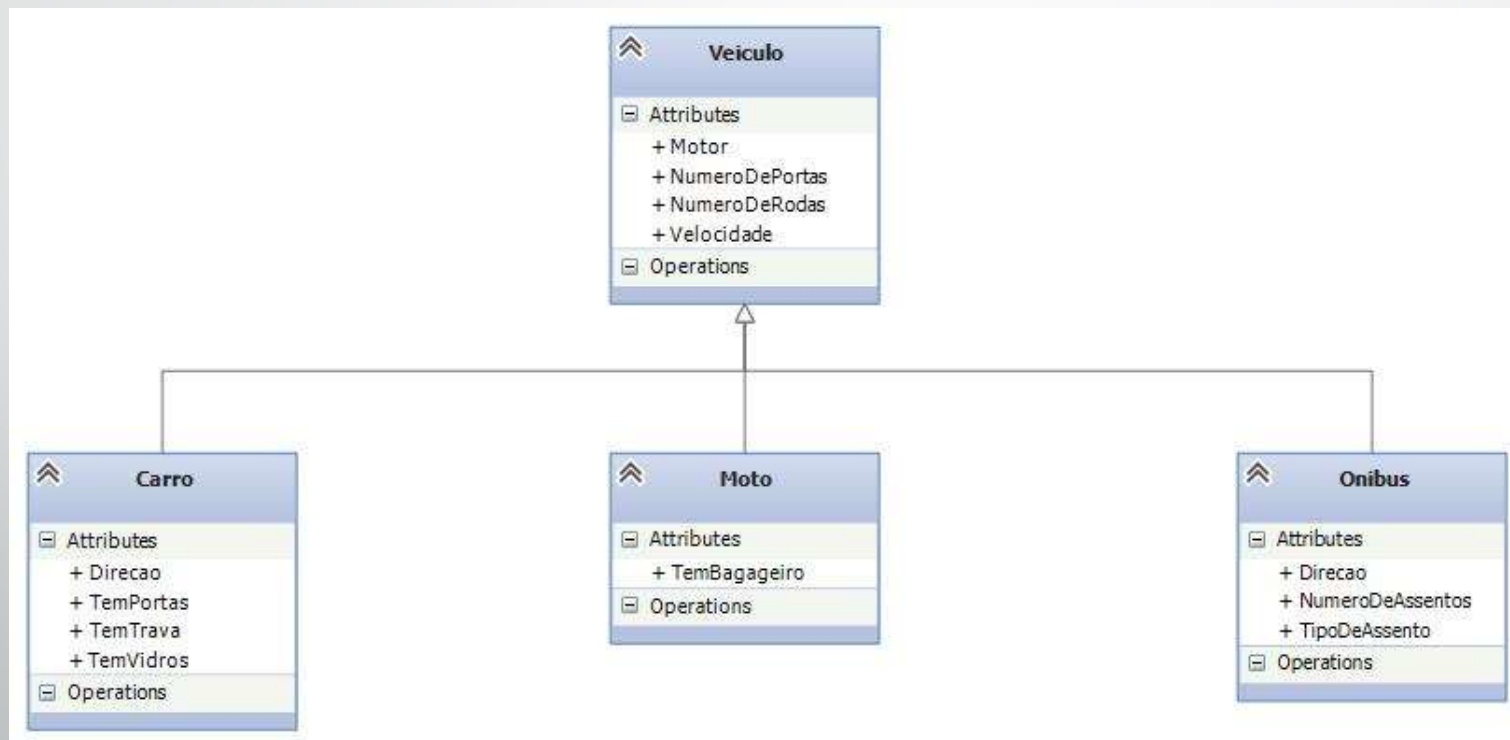 Veiculo
Attributes
+ Motor
+ NumeroDePortas
+ NumeroDeRodas
+ Velocidade
Operations
Carro
Attributes
+ Direcao
+ TemPortas
+ TemTrava
+ TemVidros
Operations
Moto
Attributes
+ TemBagageiro
Operations
Onibus
Attributes
+ Direcao
+ NumeroDeAssentos
+ TipoDeAssento
Operations